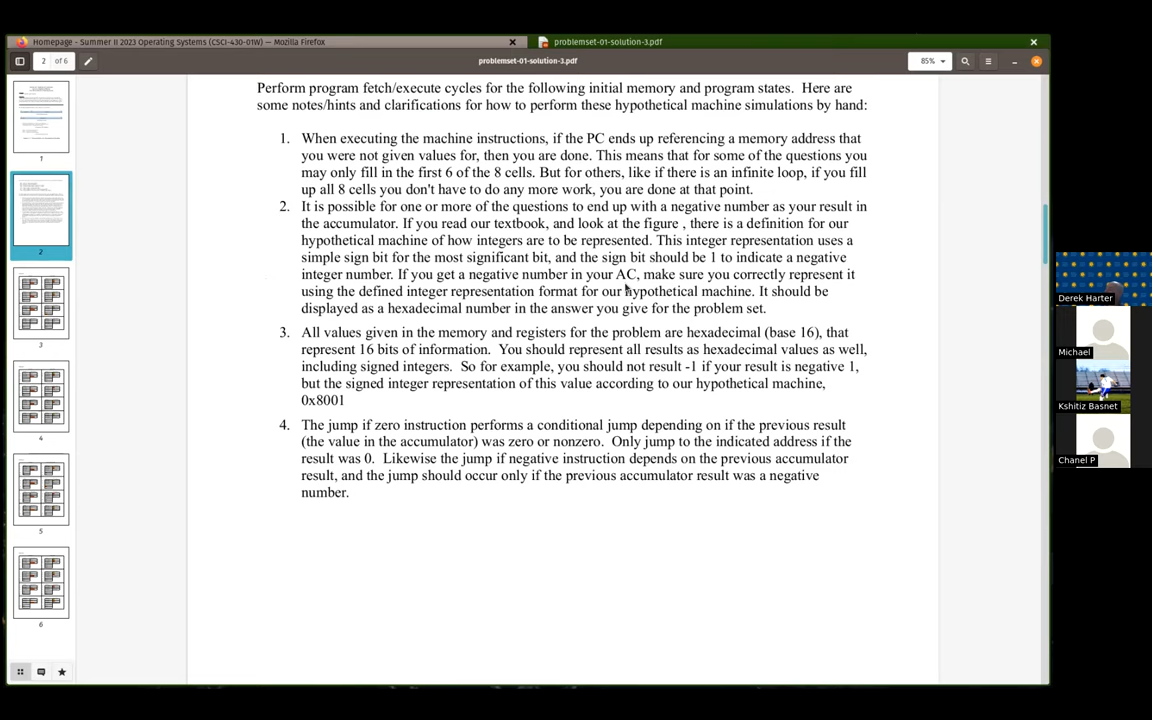 Homepage - Summer II 2023 Operating Systems (CSCI-430-01W) — Mozilla Firefox
problemset-01-solution-3.pdf
2 of 6
problemset-01-solution-3.pdf
85%
Perform program fetch/execute cycles for the following initial memory and program states. Here are
some notes/hints and clarifications for how to perform these hypothetical machine simulations by hand:
1. When executing the machine instructions, if the PC ends up referencing a memory address that
you were not given values for, then you are done. This means that for some of the questions you
may only fill in the first 6 of the 8 cells. But for others, like if there is an infinite loop, if you fill
up all 8 cells you don't have to do any more work, you are done at that point.
2. It is possible for one or more of the questions to end up with a negative number as your result in
the accumulator. If you read our textbook, and look at the figure , there is a definition for our
hypothetical machine of how integers are to be represented. This integer representation uses a
simple sign bit for the most significant bit, and the sign bit should be 1 to indicate a negative
integer number. If you get a negative number in your AC, make sure you correctly represent it
using the defined integer representation format for our hypothetical machine. It should be
displayed as a hexadecimal number in the answer you give for the problem set.
3. All values given in the memory and registers for the problem are hexadecimal (base 16), that
represent 16 bits of information. You should represent all results as hexadecimal values as well,
including signed integers. So for example, you should not result -1 if your result is negative 1,
but the signed integer representation of this value according to our hypothetical machine,
0x8001
4. The jump if zero instruction performs a conditional jump depending on if the previous result
(the value in the accumulator) was zero or nonzero. Only jump to the indicated address if the
result was 0. Likewise the jump if negative instruction depends on the previous accumulator
result, and the jump should occur only if the previous accumulator result was a negative
number.
1
2
3
4
5
6
Derek Harter
Michael
Kshitiz Basnet
Chanel P